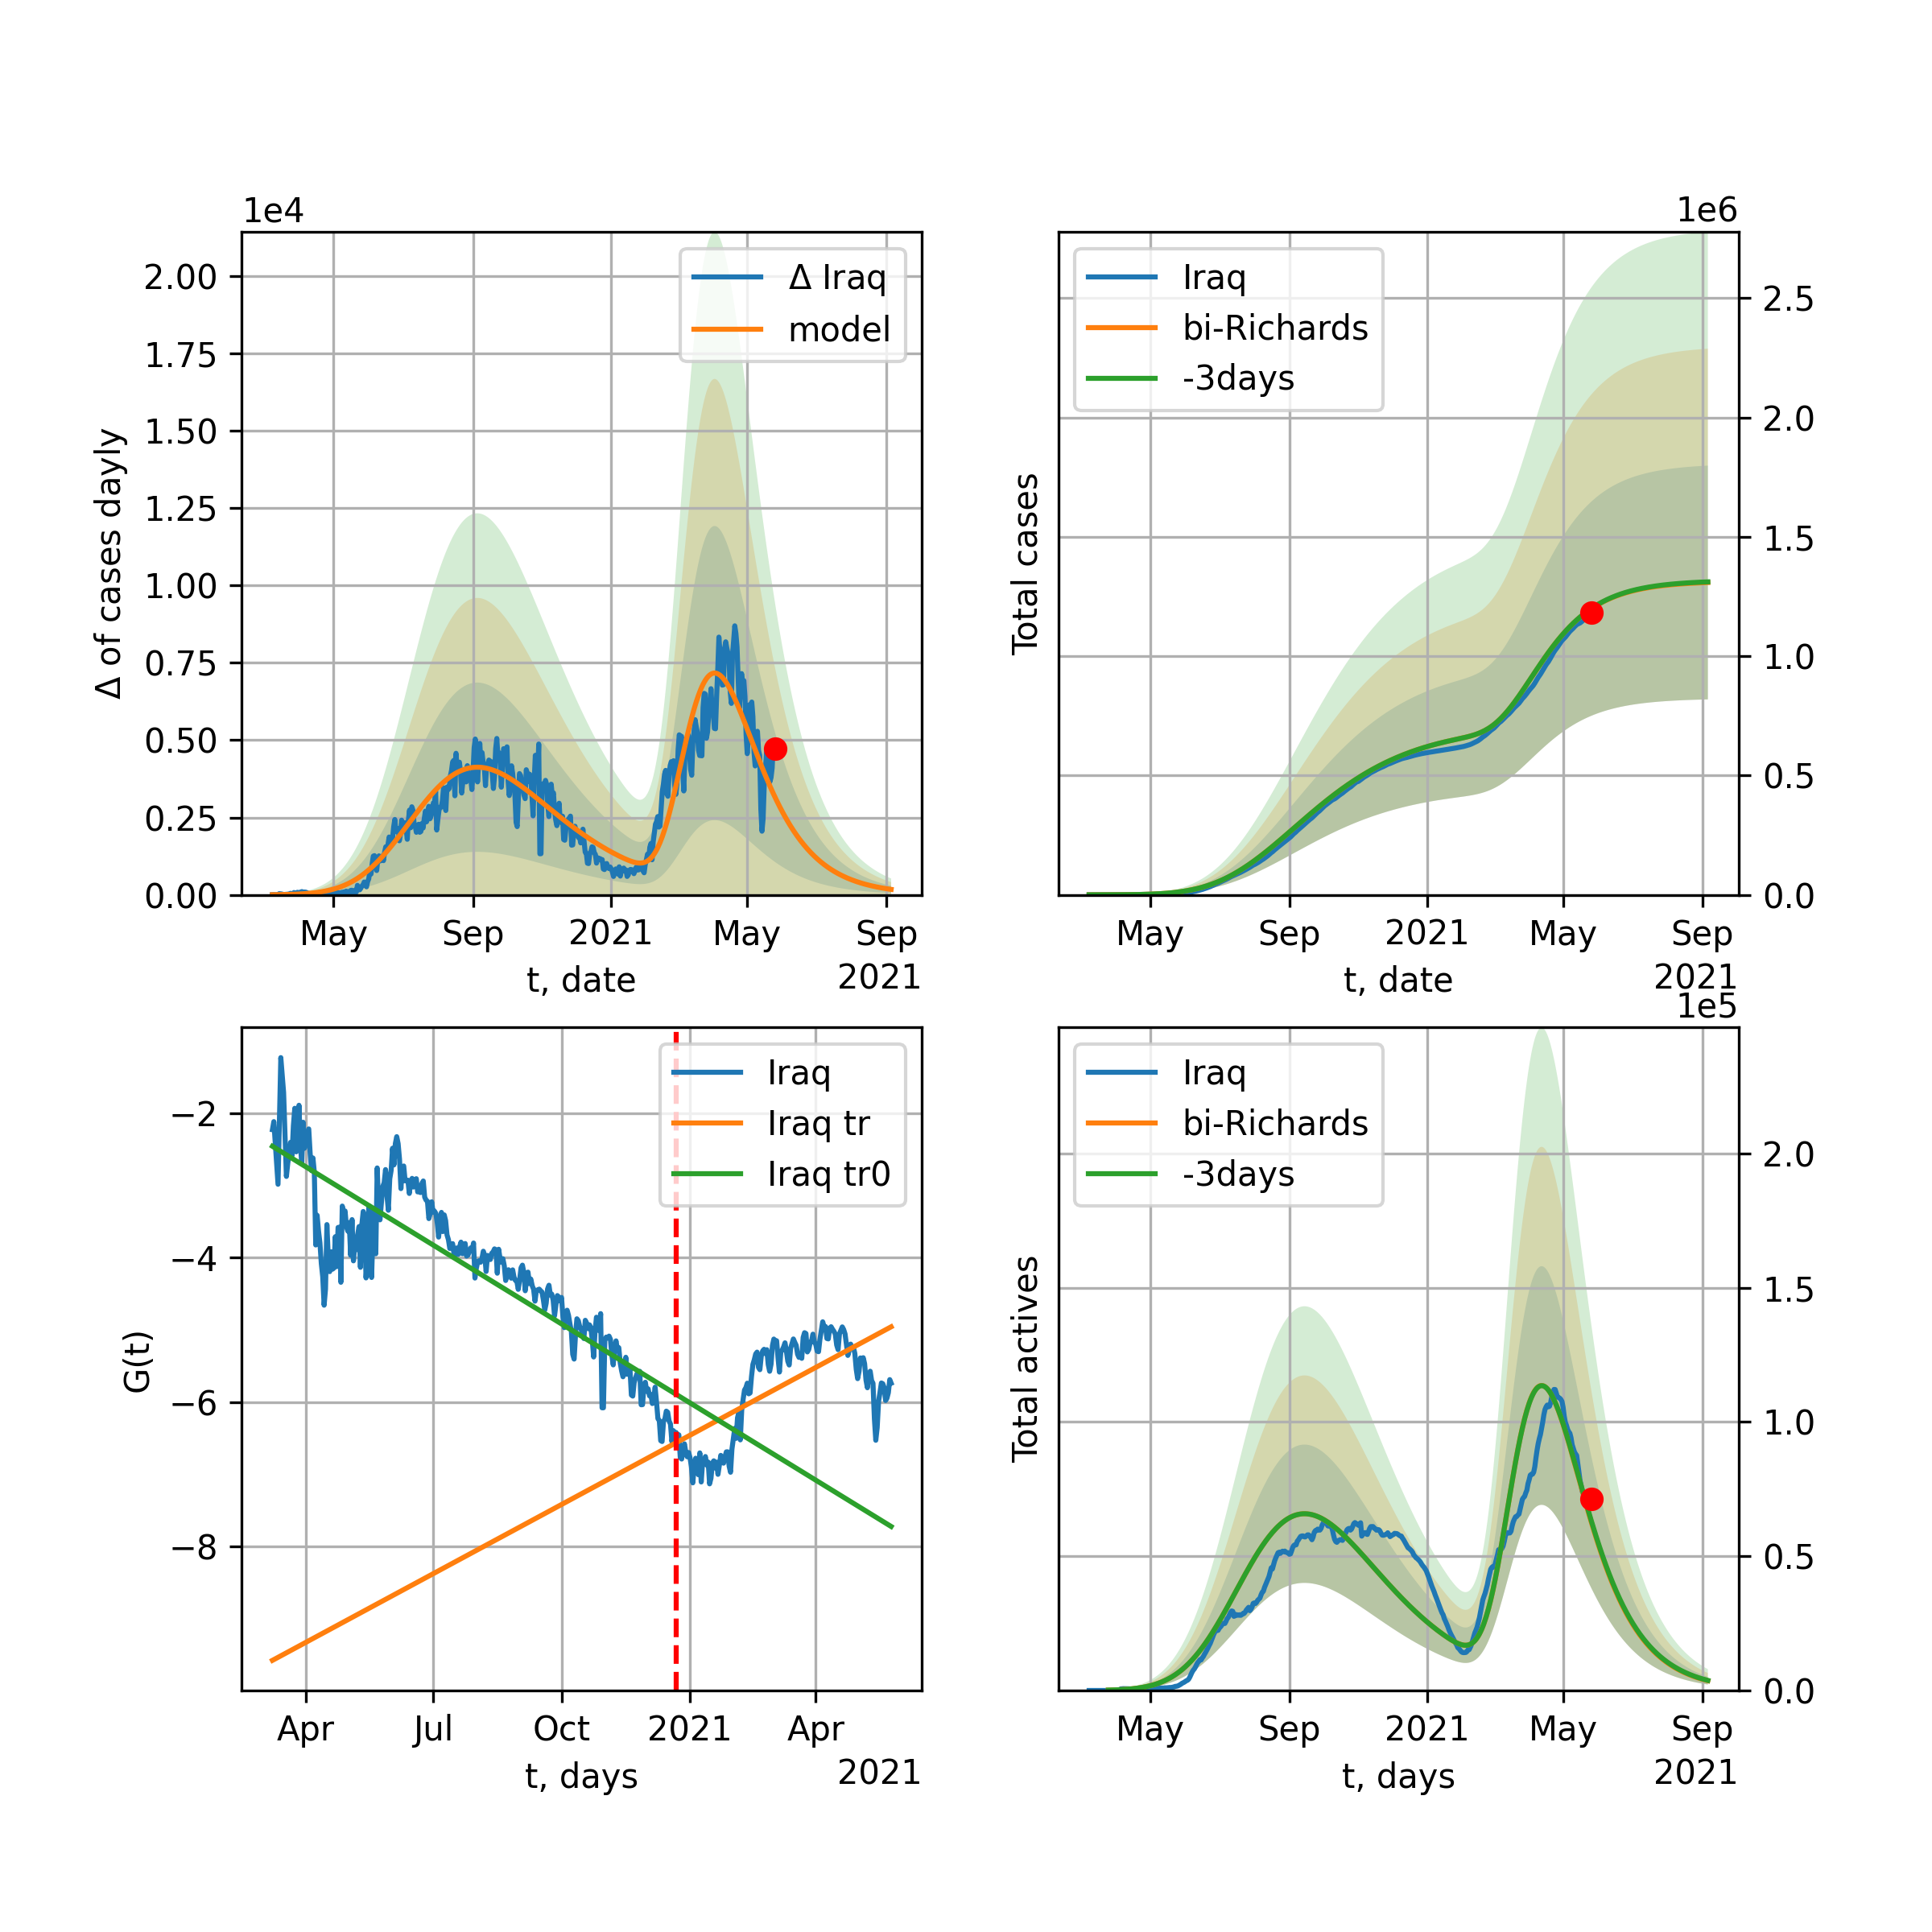 1e4
2.00
1.75
1.50
1.25
1.00
0.75
0.50
0.25
0.00
Δ of cases dayly
May
Sep
2021
May
Sep
t, date
2021
Δ Iraq
model
1e6
Iraq
bi-Richards
-3days
Total cases
2.5
2.0
1.5
1.0
0.5
0.0
May
Sep
2021
May
Sep
t, date
2021
−2
−4
−6
−8
G(t)
Iraq
Iraq tr
Iraq tr0
Apr
Jul
Oct
2021
Apr
t, days
2021
1e5
Iraq
bi-Richards
-3days
Total actives
2.0
1.5
1.0
0.5
0.0
May
Sep
2021
May
Sep
t, days
2021